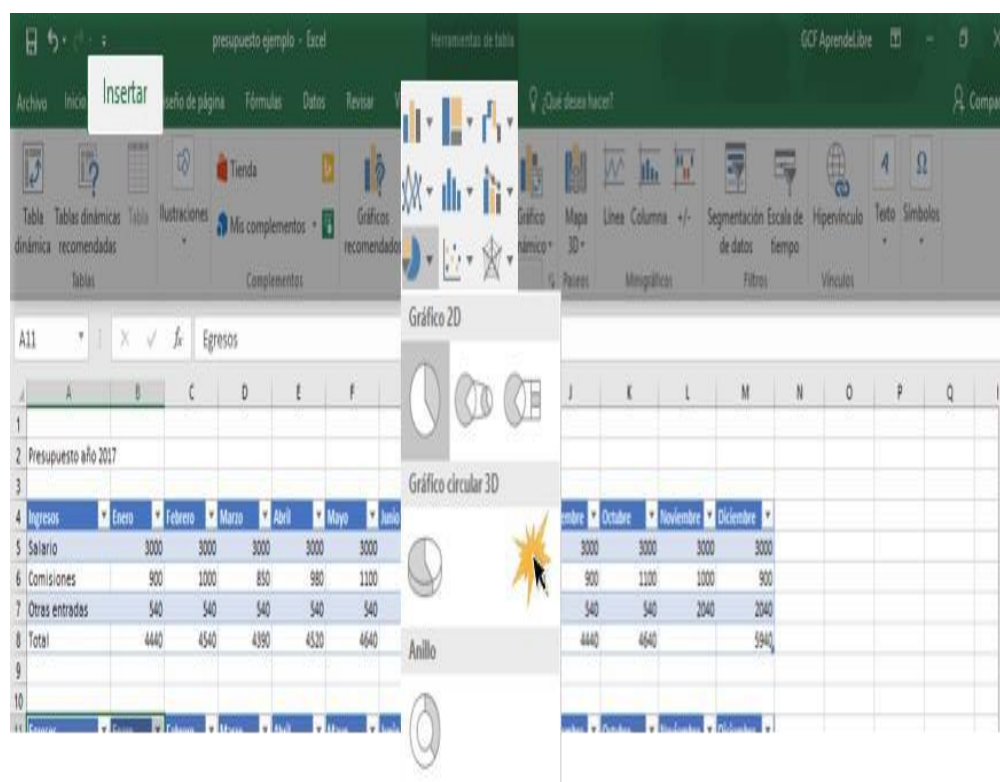 presupuesto ejemplo - Excel
Herramientas de tabla
GCF AprendeLibre
Archivo Inicio Insertar seño de página Fórmulas Datos Revisar V
¿Qué desea hacer?
Compar
Tabla dinámica
Tablas dinámicas recomendadas
Tabla
Ilustraciones
Tienda
Mis complementos
Gráficos recomendados
Gráfico
námico
Mapa 3D
Línea Columna +/-
Segmentación de datos
Escala de tiempo
Hipervínculo
Texto Símbolos
Tablas Complementos Paseos Minigráficos Filtros Vínculos
Gráfico 2D
A11 fx Egresos
A B C D E F J K L M N O P Q
1
2 Presupuesto año 2017
3
4 Ingresos Enero Febrero Marzo Abril Mayo Junio embre Octubre Noviembre Diciembre
5 Salario 3000 3000 3000 3000 3000 3000 3000 3000 3000
6 Comisiones 900 1000 850 980 1100 900 1100 1000 900
7 Otras entradas 540 540 540 540 540 540 540 2040 2040
8 Total 4440 4540 4390 4520 4640 4440 4640 5940
9
10
Gráfico circular 3D
Anillo